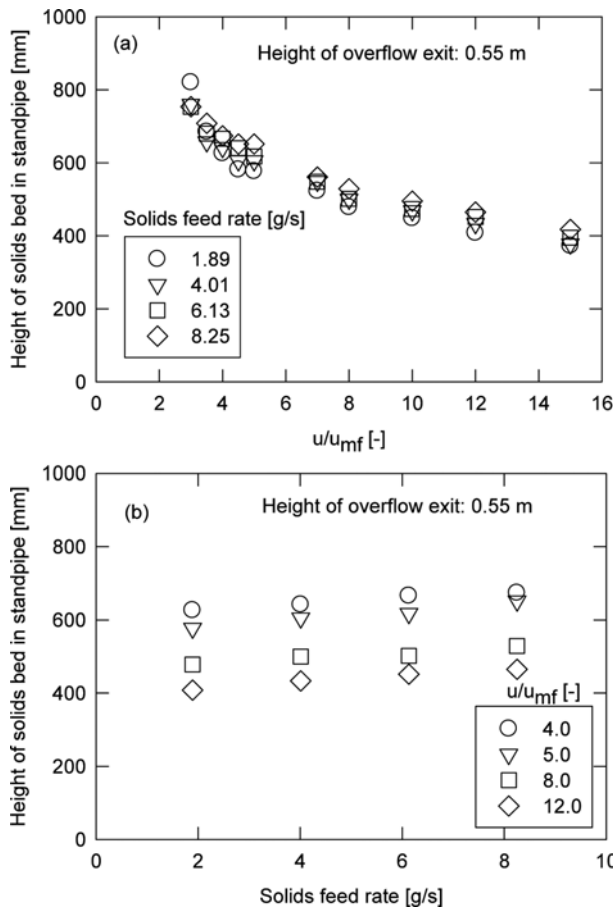 1000
(a)
Height of overflow exit: 0.55 m
800
600
400
200
0
Height of solids bed in standpipe [mm]
Solids feed rate [g/s]
1.89
4.01
6.13
8.25
0 2 4 6 8 10 12 14 16
u/umf [-]
1000
(b)
Height of overflow exit: 0.55 m
800
600
400
200
0
Height of solids bed in standpipe [mm]
u/umf [-]
4.0
5.0
8.0
12.0
0 2 4 6 8 10
Solids feed rate [g/s]